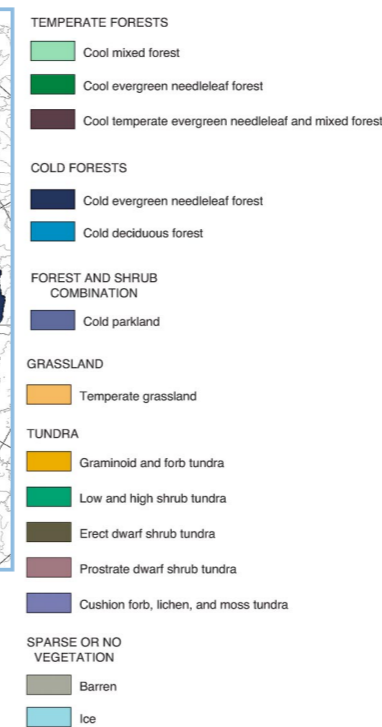 TEMPERATE FORESTS
Cool mixed forest
Cool evergreen needleleaf forest
Cool temperate evergreen needleleaf and mixed forest
COLD FORESTS
Cold evergreen needleleaf forest
Cold deciduous forest
FOREST AND SHRUB
COMBINATION
Cold parkland
GRASSLAND
Temperate grassland
TUNDRA
Graminoid and forb tundra
Low and high shrub tundra
Erect dwarf shrub tundra
Prostrate dwarf shrub tundra
Cushion forb, lichen, and moss tundra
SPARSE OR NO
VEGETATION
Barren
Ice